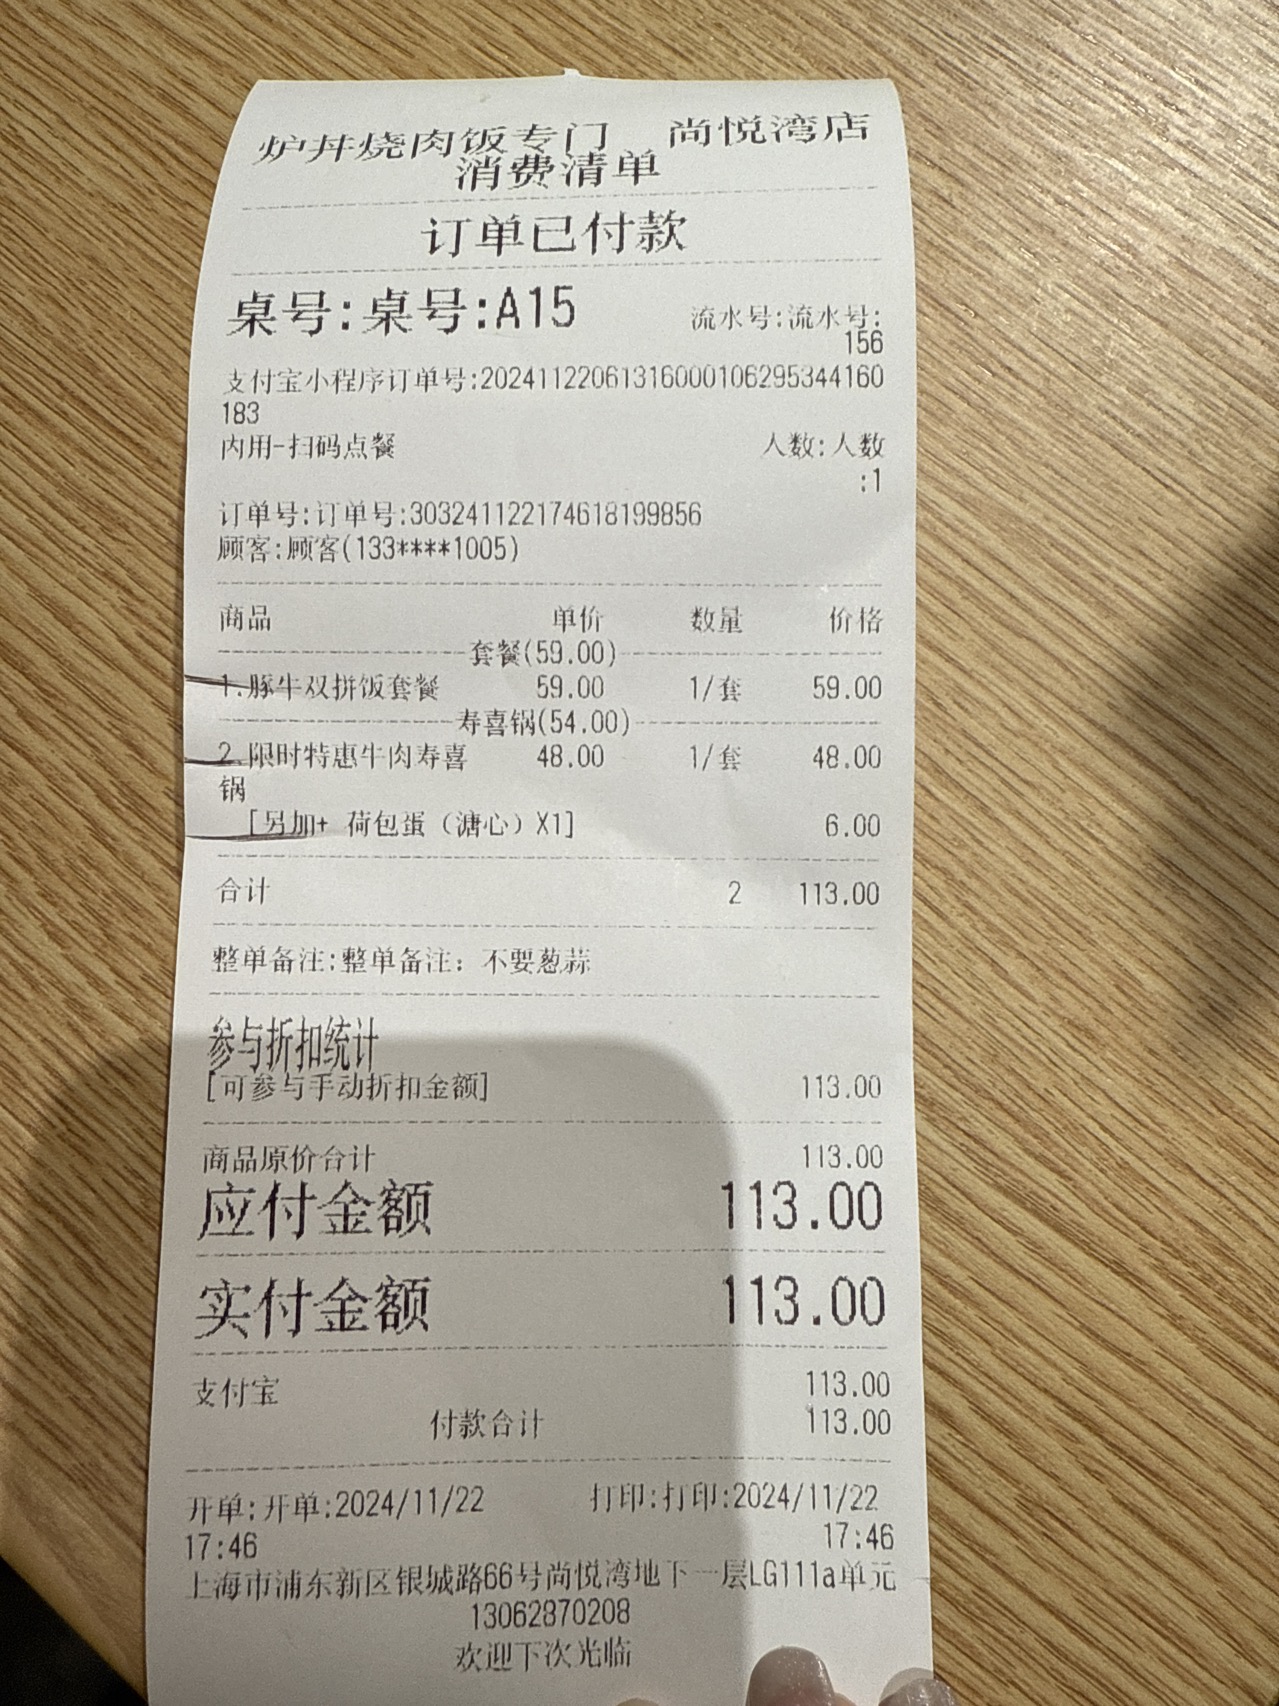 炉丼烧肉饭专门 尚悦湾店
消费清单
订单已付款
桌号:桌号:A15 流水号:流水号:
156
支付宝小程序订单号:2024112206131600010629534​4160
183
内用-扫码点餐 人数:人数
:1
订单号:订单号:303241122174618199856
顾客:顾客(133****1005)
商品 单价 数量 价格
套餐(59.00)
1.豚牛双拼饭套餐 59.00 1/套 59.00
寿喜锅(54.00)
2.限时特惠牛肉寿喜 48.00 1/套 48.00
锅
[另加+ 荷包蛋（溏心）X1] 6.00
合计 2 113.00
整单备注:整单备注：不要葱蒜
参与折扣统计
[可参与手动折扣金额] 113.00
商品原价合计 113.00
应付金额 113.00
实付金额 113.00
支付宝 113.00
付款合计 113.00
开单:开单:2024/11/22 打印:打印:2024/11/22
17:46 17:46
上海市浦东新区银城路66号尚悦湾地下一层LG111a单元
13062870208
欢迎下次光临